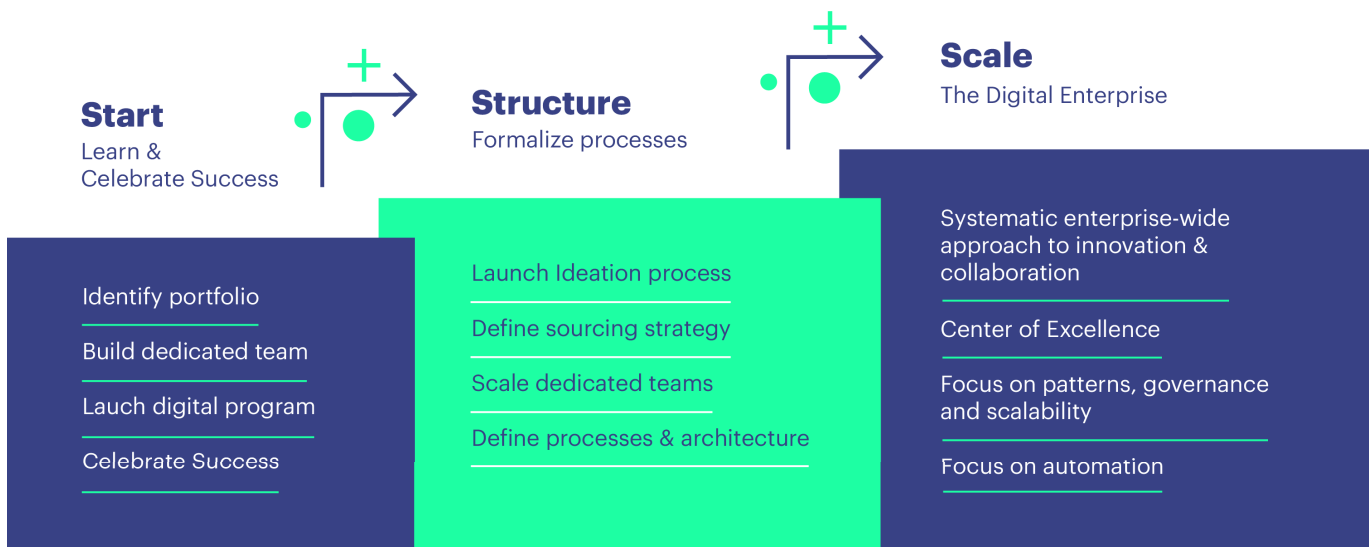 Start
Learn &
Celebrate Success
Identify portfolio
Build dedicated team
Lauch digital program
Celebrate Success
Structure
Formalize processes
Launch Ideation process
Define sourcing strategy
Scale dedicated teams
Define processes & architecture
Scale
The Digital Enterprise
Systematic enterprise-wide
approach to innovation &
collaboration
Center of Excellence
Focus on patterns, governance
and scalability
Focus on automation